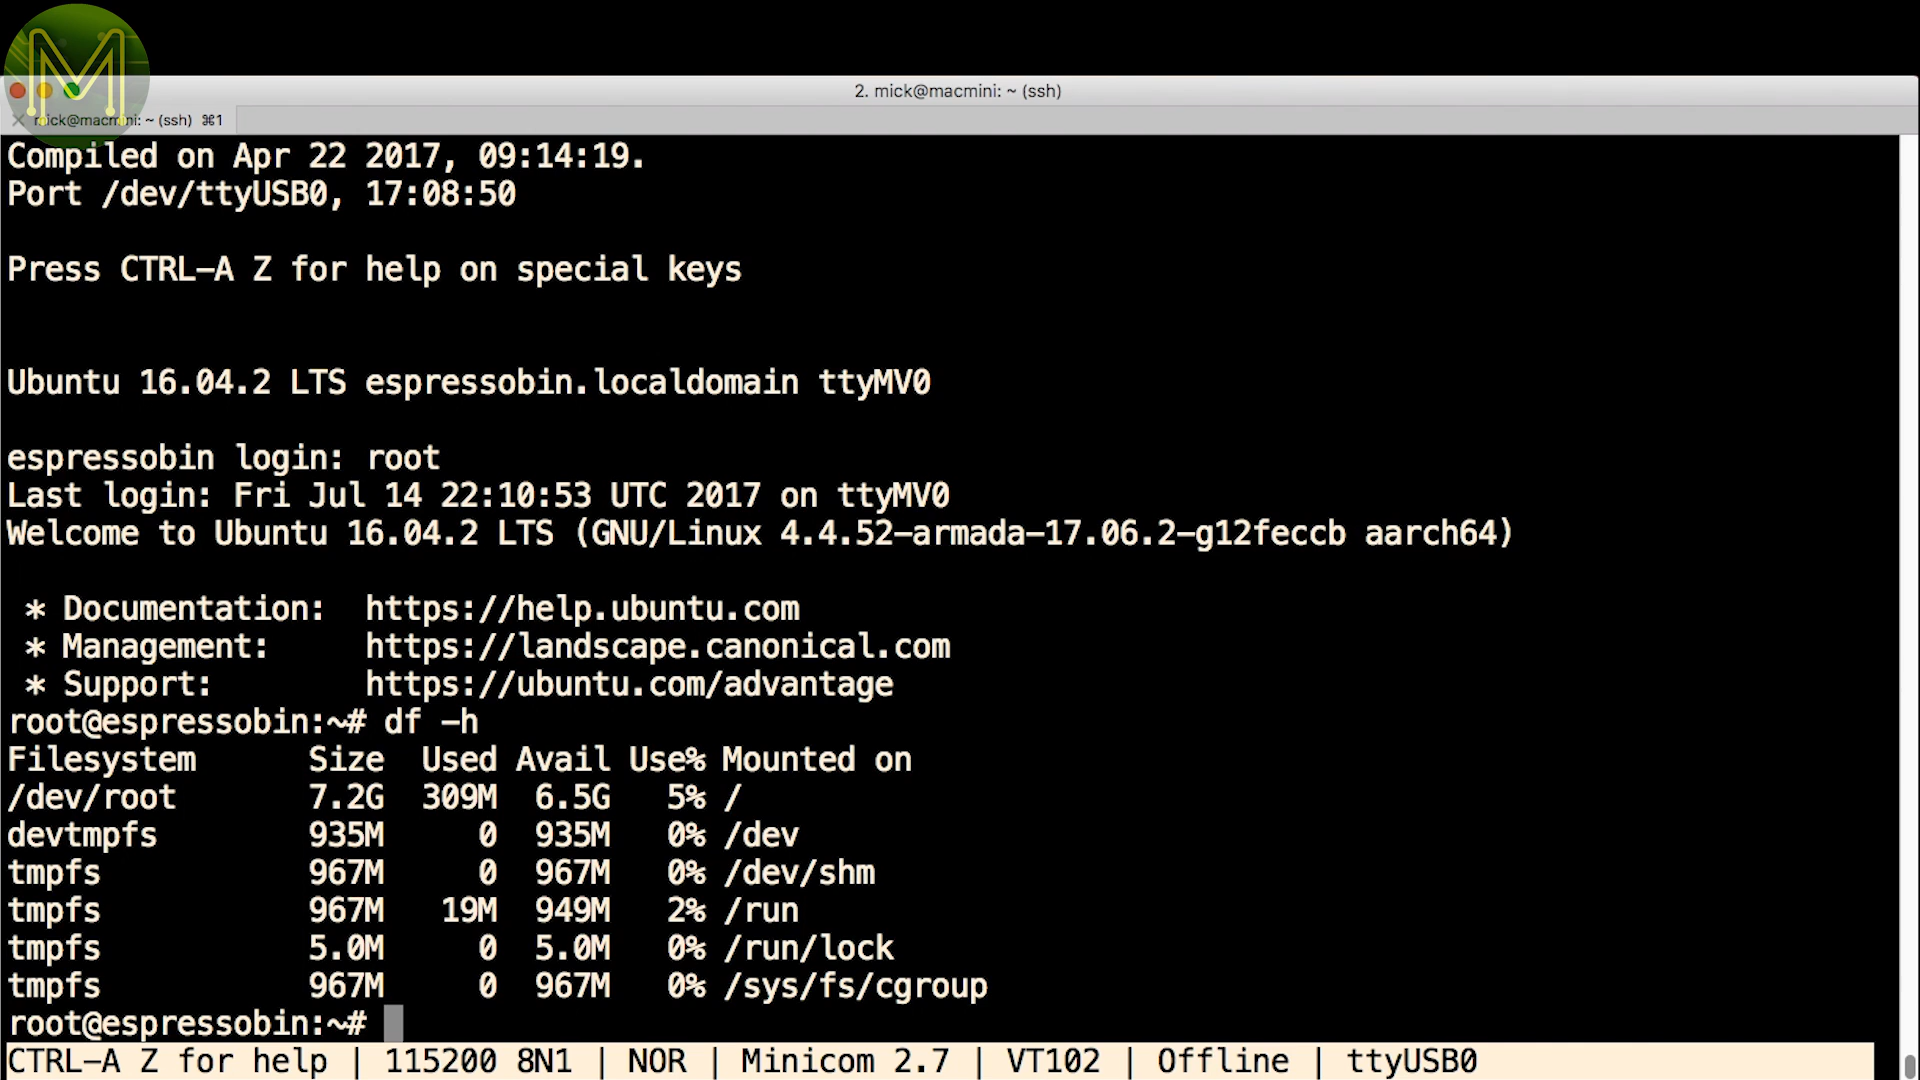 M
2. mick@macmini: ~ (ssh)
mick@macmini: ~ (ssh) ⌘1
Compiled on Apr 22 2017, 09:14:19.
Port /dev/ttyUSB0, 17:08:50
Press CTRL-A Z for help on special keys
Ubuntu 16.04.2 LTS espressobin.localdomain ttyMV0
espressobin login: root
Last login: Fri Jul 14 22:10:53 UTC 2017 on ttyMV0
Welcome to Ubuntu 16.04.2 LTS (GNU/Linux 4.4.52-armada-17.06.2-g12feccb aarch64)
* Documentation:  https://help.ubuntu.com
* Management:     https://landscape.canonical.com
* Support:        https://ubuntu.com/advantage
root@espressobin:~# df -h
Filesystem      Size  Used Avail Use% Mounted on
/dev/root       7.2G  309M  6.5G   5% /
devtmpfs        935M     0  935M   0% /dev
tmpfs           967M     0  967M   0% /dev/shm
tmpfs           967M   19M  949M   2% /run
tmpfs           5.0M     0  5.0M   0% /run/lock
tmpfs           967M     0  967M   0% /sys/fs/cgroup
root@espressobin:~#
CTRL-A Z for help | 115200 8N1 | NOR | Minicom 2.7 | VT102 | Offline | ttyUSB0